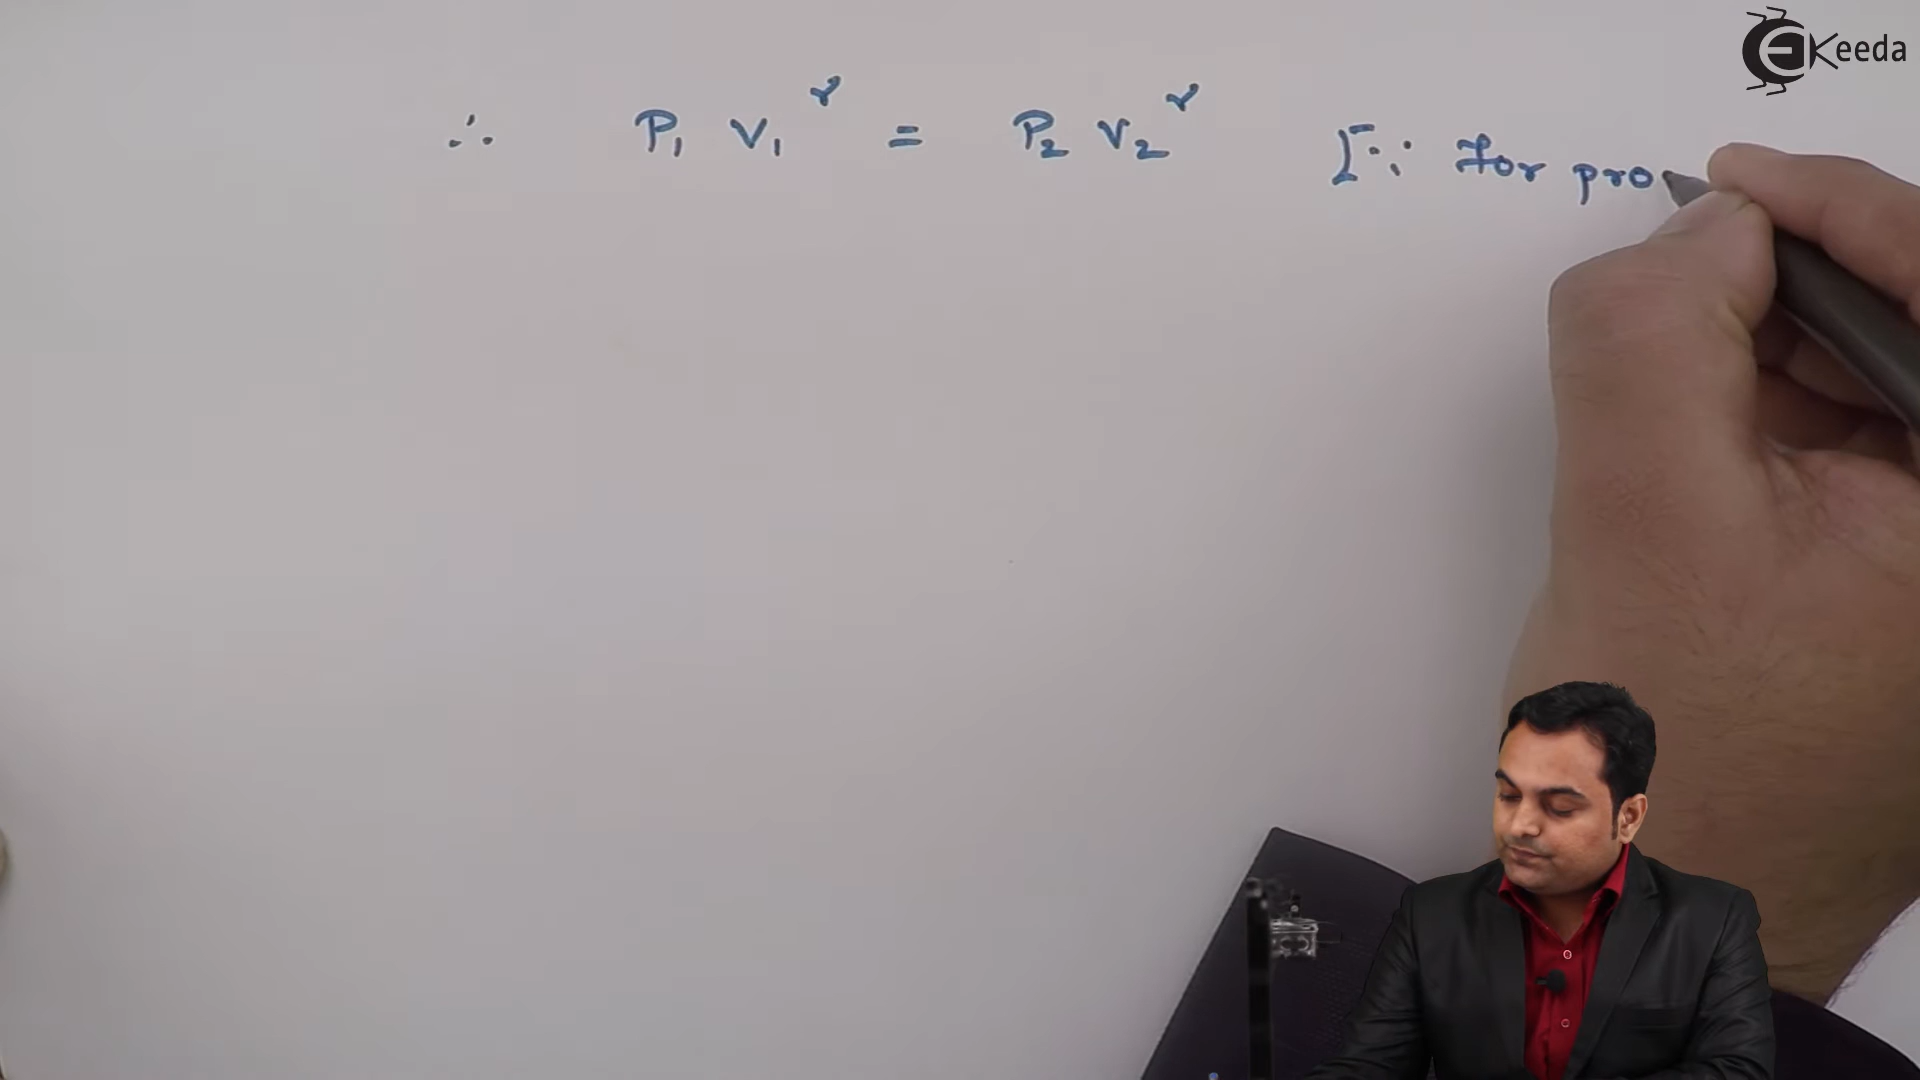 EKeeda
∴ P₁ V₁^γ = P₂ V₂^γ [∵ For pro